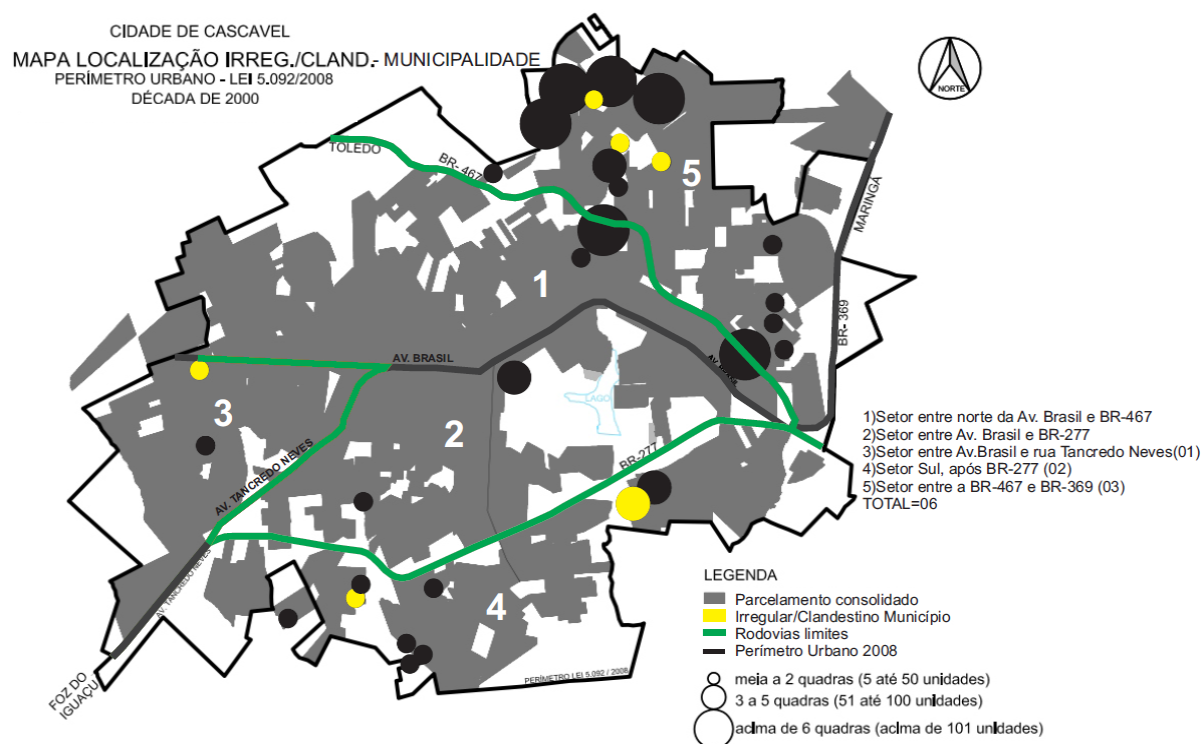 CIDADE DE CASCAVEL
MAPA LOCALIZAÇÃO IRREG./CLAND.- MUNICIPALIDADE
PERÍMETRO URBANO - LEI 5.092/2008
DÉCADA DE 2000
NORTE
TOLEDO
BR- 467
5
MARINGÁ
1
BR- 369
AV. BRASIL
AV. BRASIL
LAGO
3
2
AV. TANCREDO NEVES
BR-277
1)Setor entre norte da Av. Brasil e BR-467
2)Setor entre Av. Brasil e BR-277
3)Setor entre Av.Brasil e rua Tancredo Neves(01)
4)Setor Sul, após BR-277 (02)
5)Setor entre a BR-467 e BR-369 (03)
TOTAL=06
AV. TANCREDO NEVES
4
FOZ DO
IGUAÇU
PERÍMETRO LEI 5.092 / 2008
LEGENDA
Parcelamento consolidado
Irregular/Clandestino Município
Rodovias limites
Perímetro Urbano 2008
meia a 2 quadras (5 até 50 unidades)
3 a 5 quadras (51 até 100 unidades)
acima de 6 quadras (acima de 101 unidades)